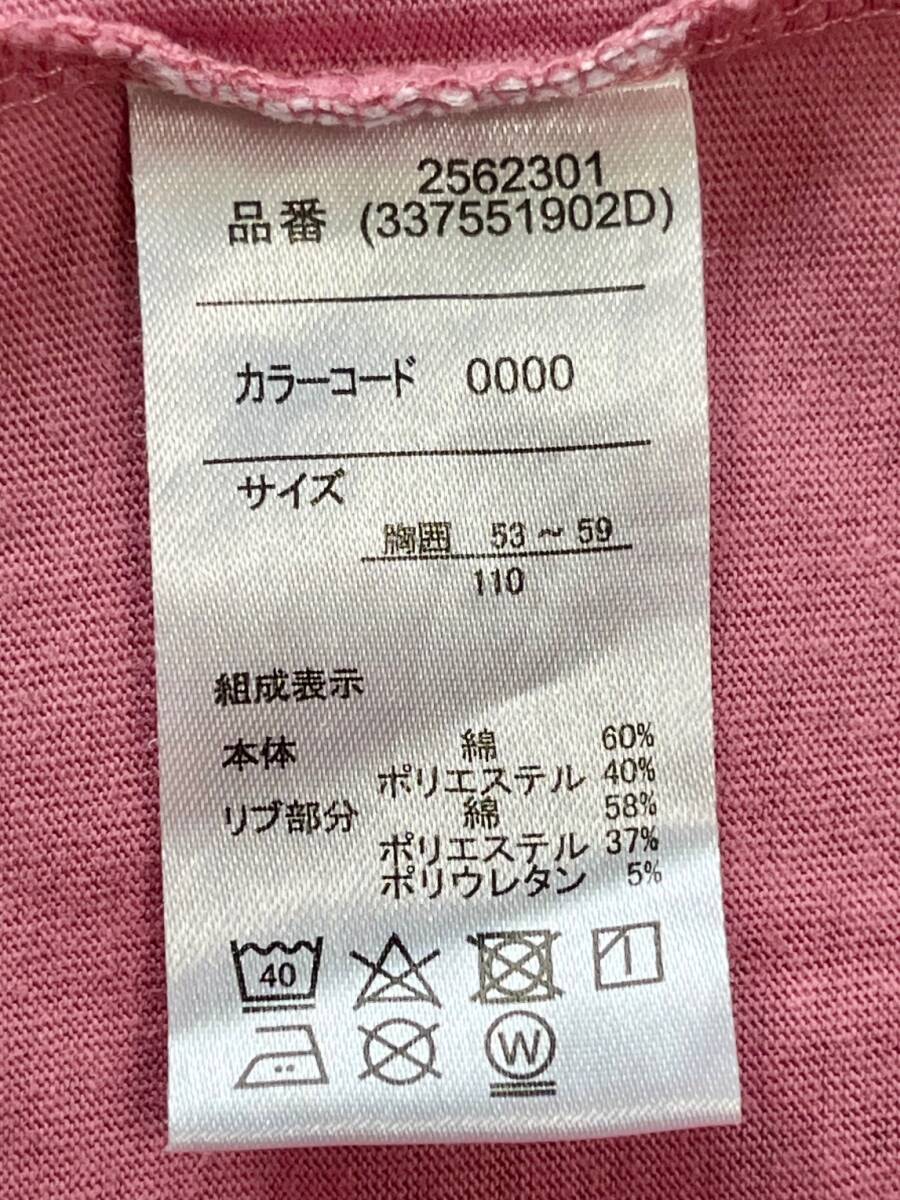 2562301
品番 (337551902D)
カラーコード 0000
サイズ
胸囲 53～59
110
組成表示
本体 綿 60%
ポリエステル 40%
リブ部分 綿 58%
ポリエステル 37%
ポリウレタン 5%
40
W